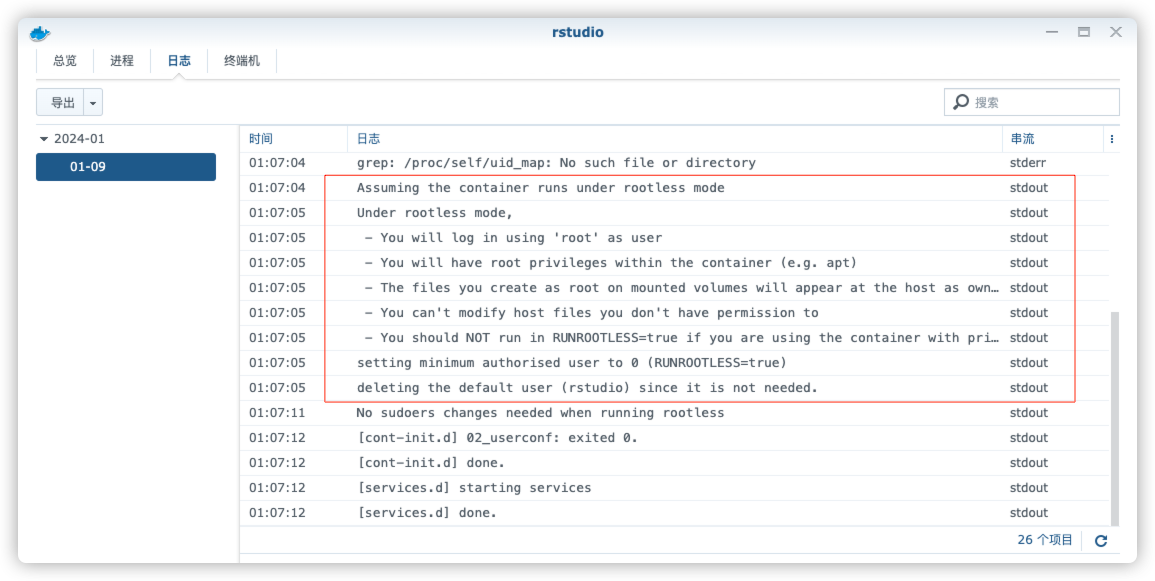 rstudio
总览 进程 日志 终端机
导出 搜索
2024-01
01-09
时间 日志 串流
01:07:04 grep: /proc/self/uid_map: No such file or directory stderr
01:07:04 Assuming the container runs under rootless mode stdout
01:07:05 Under rootless mode, stdout
01:07:05 – You will log in using 'root' as user stdout
01:07:05 – You will have root privileges within the container (e.g. apt) stdout
01:07:05 – The files you create as root on mounted volumes will appear at the host as own… stdout
01:07:05 – You can't modify host files you don't have permission to stdout
01:07:05 – You should NOT run in RUNROOTLESS=true if you are using the container with pri… stdout
01:07:05 setting minimum authorised user to 0 (RUNROOTLESS=true) stdout
01:07:05 deleting the default user (rstudio) since it is not needed. stdout
01:07:11 No sudoers changes needed when running rootless stdout
01:07:12 [cont-init.d] 02_userconf: exited 0. stdout
01:07:12 [cont-init.d] done. stdout
01:07:12 [services.d] starting services stdout
01:07:12 [services.d] done. stdout
26 个项目